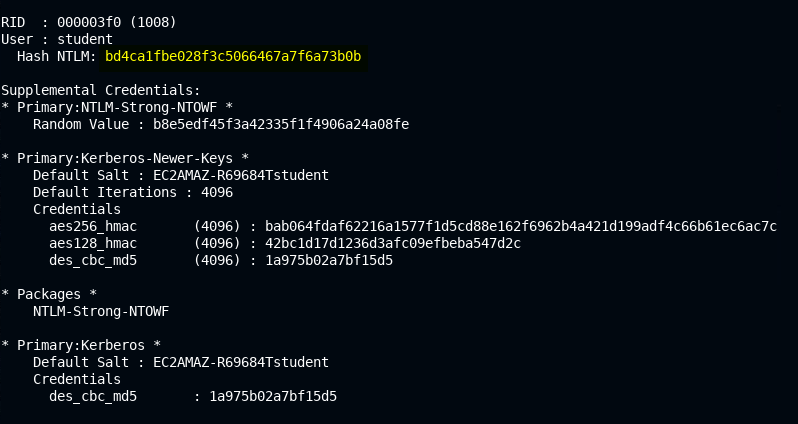 RID  : 000003f0 (1008)
User : student
  Hash NTLM: bd4ca1fbe028f3c5066467a7f6a73b0b
Supplemental Credentials:
* Primary:NTLM-Strong-NTOWF *
    Random Value : b8e5edf45f3a42335f1f4906a24a08fe
* Primary:Kerberos-Newer-Keys *
    Default Salt : EC2AMAZ-R69684Tstudent
    Default Iterations : 4096
    Credentials
      aes256_hmac       (4096) : bab064fdaf62216a1577f1d5cd88e162f6962b4a421d199adf4c66b61ec6ac7c
      aes128_hmac       (4096) : 42bc1d17d1236d3afc09efbeba547d2c
      des_cbc_md5       (4096) : 1a975b02a7bf15d5
* Packages *
    NTLM-Strong-NTOWF
* Primary:Kerberos *
    Default Salt : EC2AMAZ-R69684Tstudent
    Credentials
      des_cbc_md5       : 1a975b02a7bf15d5